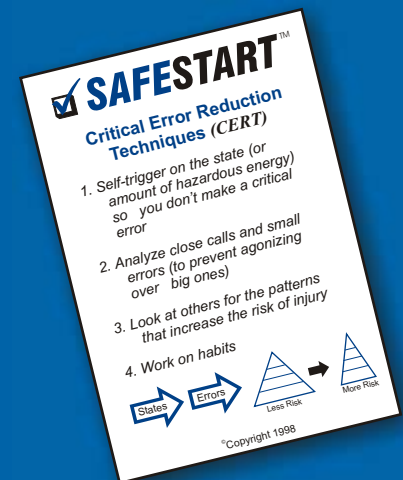 SAFESTART™
Critical Error Reduction
Techniques (CERT)
1. Self-trigger on the state (or
amount of hazardous energy)
so you don't make a critical
error
2. Analyze close calls and small
errors (to prevent agonizing
over big ones)
3. Look at others for the patterns
that increase the risk of injury
4. Work on habits
States Errors Less Risk More Risk
©Copyright 1998